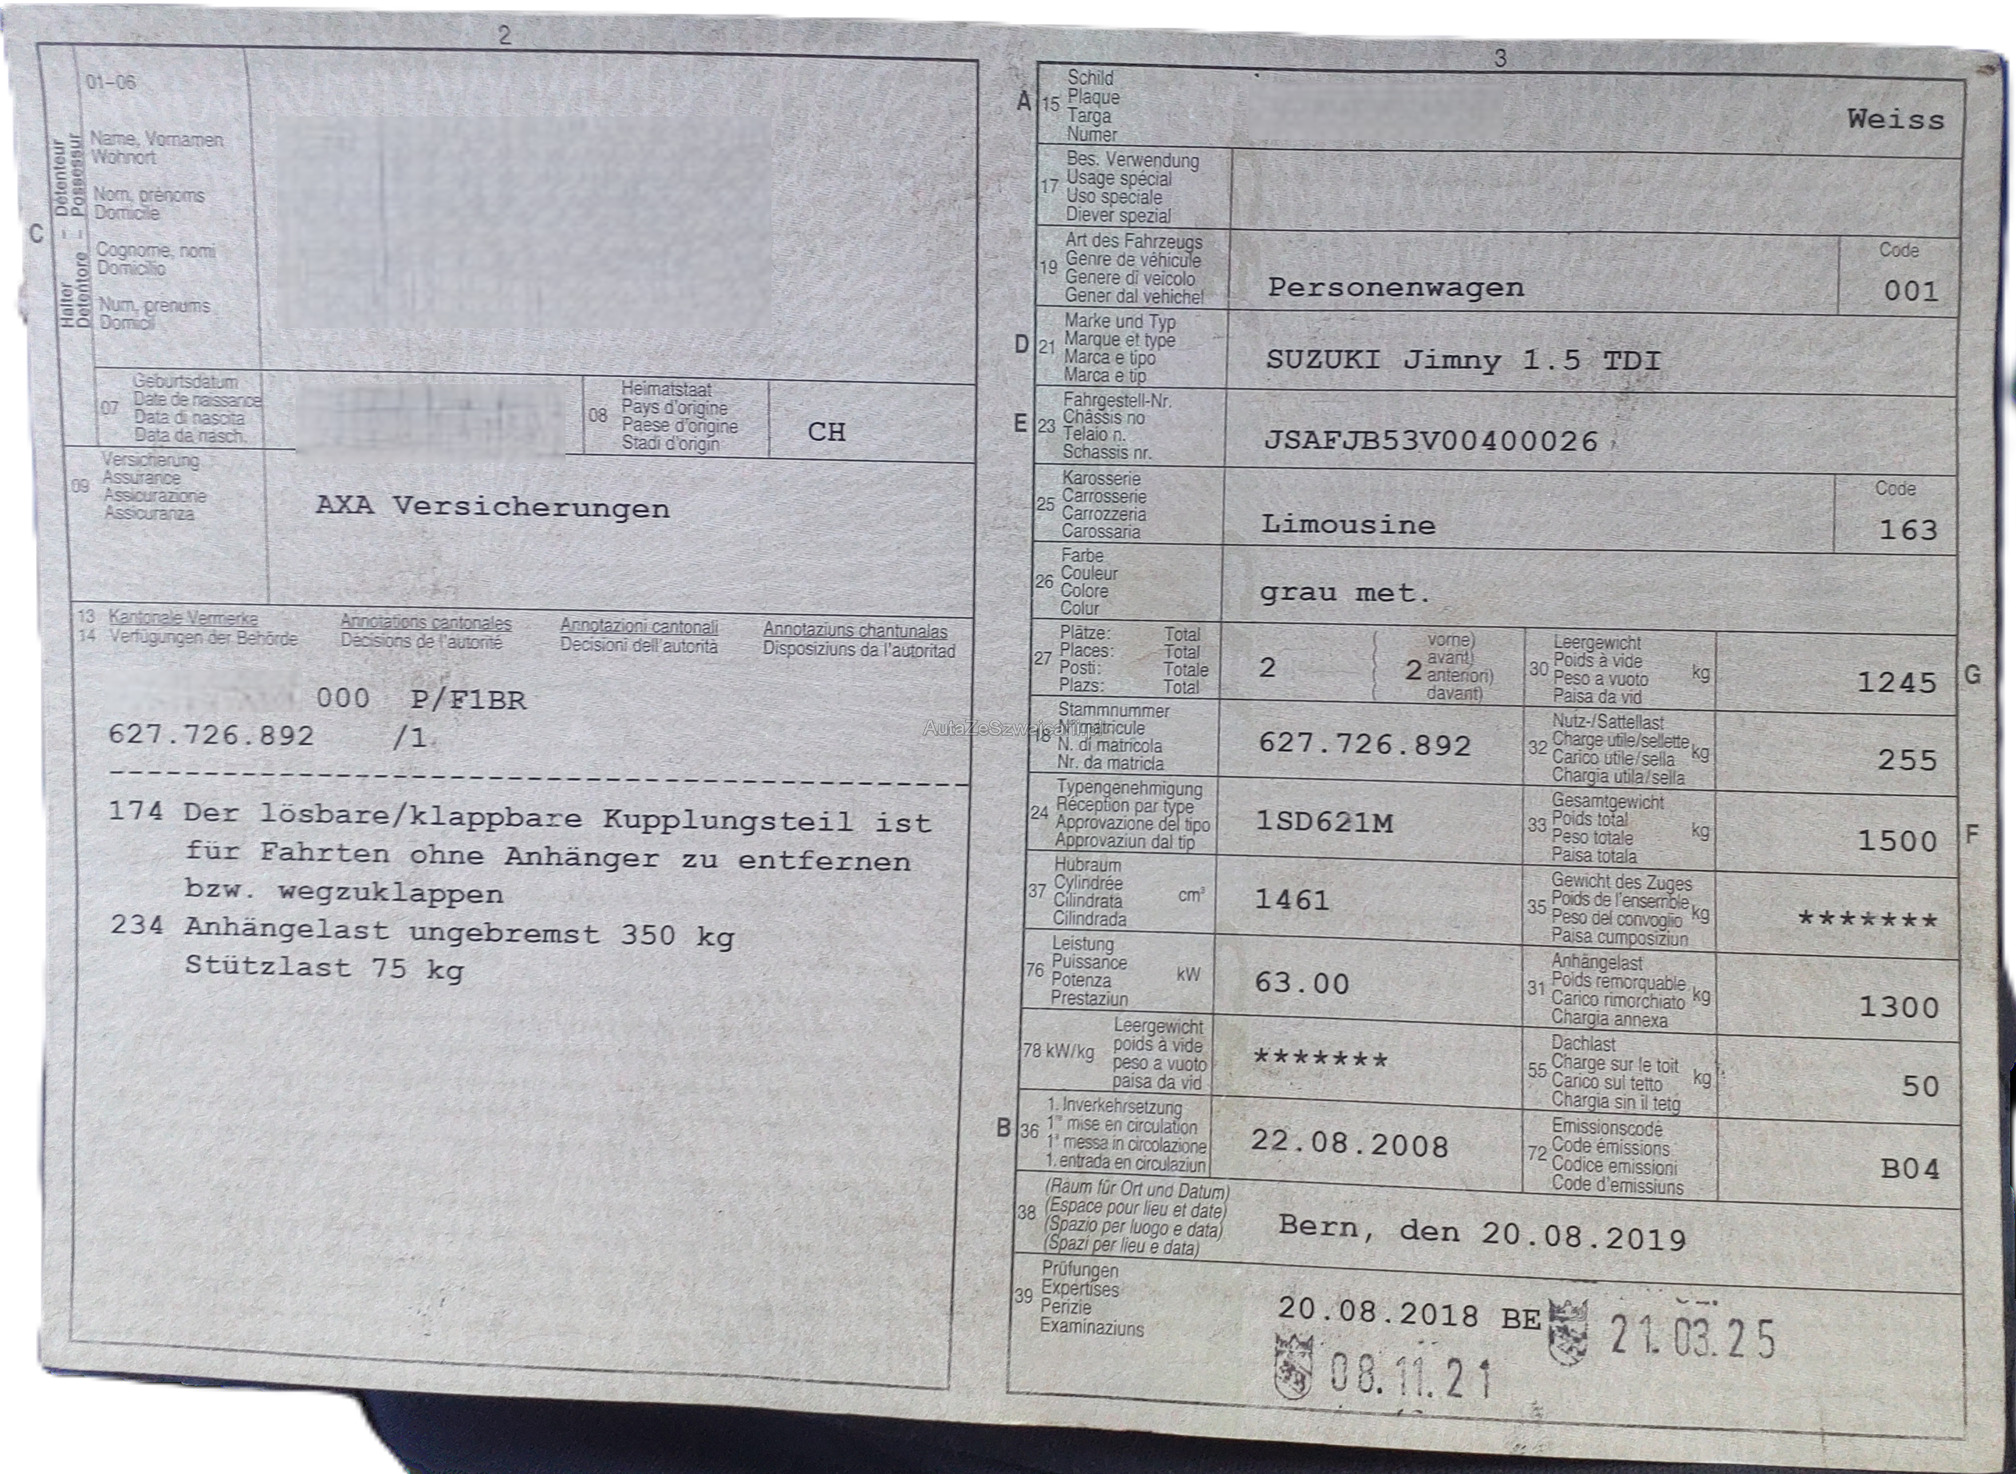 2
01-06
C
Halter - Détenteur
Detentore - Possessur
Name, Vornamen
Wohnort
Nom, prénoms
Domicile
Cognome, nomi
Domicilio
Num, prenums
Domicil
07
Geburtsdatum
Date de naissance
Data di nascita
Data da nasch.
08
Heimatstaat
Pays d'origine
Paese d'origine
Stadi d'origin
CH
09
Versicherung
Assurance
Assicurazione
Assicuranza
AXA Versicherungen
13 Kantonale Vermerke Annotations cantonales Annotazioni cantonali Annotaziuns chantunalas
14 Verfügungen der Behörde Décisions de l'autorité Decisioni dell'autorità Disposiziuns da l'autoritad
000 P/F1BR
627.726.892 /1
174 Der lösbare/klappbare Kupplungsteil ist
für Fahrten ohne Anhänger zu entfernen
bzw. wegzuklappen
234 Anhängelast ungebremst 350 kg
Stützlast 75 kg
3
A 15
Schild
Plaque
Targa
Numer
Weiss
17
Bes. Verwendung
Usage spécial
Uso speciale
Diever spezial
19
Art des Fahrzeugs
Genre de véhicule
Genere di veicolo
Gener dal vehichel
Personenwagen
Code
001
D 21
Marke und Typ
Marque et type
Marca e tipo
Marca e tip
SUZUKI Jimny 1.5 TDI
E 23
Fahrgestell-Nr.
Châssis no
Telaio n.
Schassis nr.
JSAFJB53V00400026
25
Karosserie
Carrosserie
Carrozzeria
Carossaria
Limousine
Code
163
26
Farbe
Couleur
Colore
Colur
grau met.
27
Plätze: Total
Places: Total
Posti: Totale
Plazs: Total
2
( vorne)
( avant)
2 anteriori)
( davant)
30
Leergewicht
Poids à vide
Peso a vuoto
Paisa da vid
kg
1245
G
AutaZeSzwajcarii.pl
18
Stammnummer
N° matricule
N. di matricola
Nr. da matricla
627.726.892
32
Nutz-/Sattellast
Charge utile/sellette
Carico utile/sella
Chargia utila/sella
kg
255
24
Typengenehmigung
Réception par type
Approvazione del tipo
Approvaziun dal tip
1SD621M
33
Gesamtgewicht
Poids total
Peso totale
Paisa totala
kg
1500
F
37
Hubraum
Cylindrée
Cilindrata
Cilindrada
cm³
1461
35
Gewicht des Zuges
Poids de l'ensemble
Peso del convoglio
Paisa cumposiziun
kg
*******
76
Leistung
Puissance
Potenza
Prestaziun
kW
63.00
31
Anhängelast
Poids remorquable
Carico rimorchiato
Chargia annexa
kg
1300
78 kW/kg
Leergewicht
poids à vide
peso a vuoto
paisa da vid
*******
55
Dachlast
Charge sur le toit
Carico sul tetto
Chargia sin il tetg
kg
50
B 36
1. Inverkehrsetzung
1re mise en circulation
1a messa in circolazione
1. entrada en circulaziun
22.08.2008
72
Emissionscode
Code émissions
Codice emissioni
Code d'emissiuns
B04
38
(Raum für Ort und Datum)
(Espace pour lieu et date)
(Spazio per luogo e data)
(Spazi per lieu e data)
Bern, den 20.08.2019
39
Prüfungen
Expertises
Perizie
Examinaziuns
20.08.2018 BE
21.03.25
08.11.21